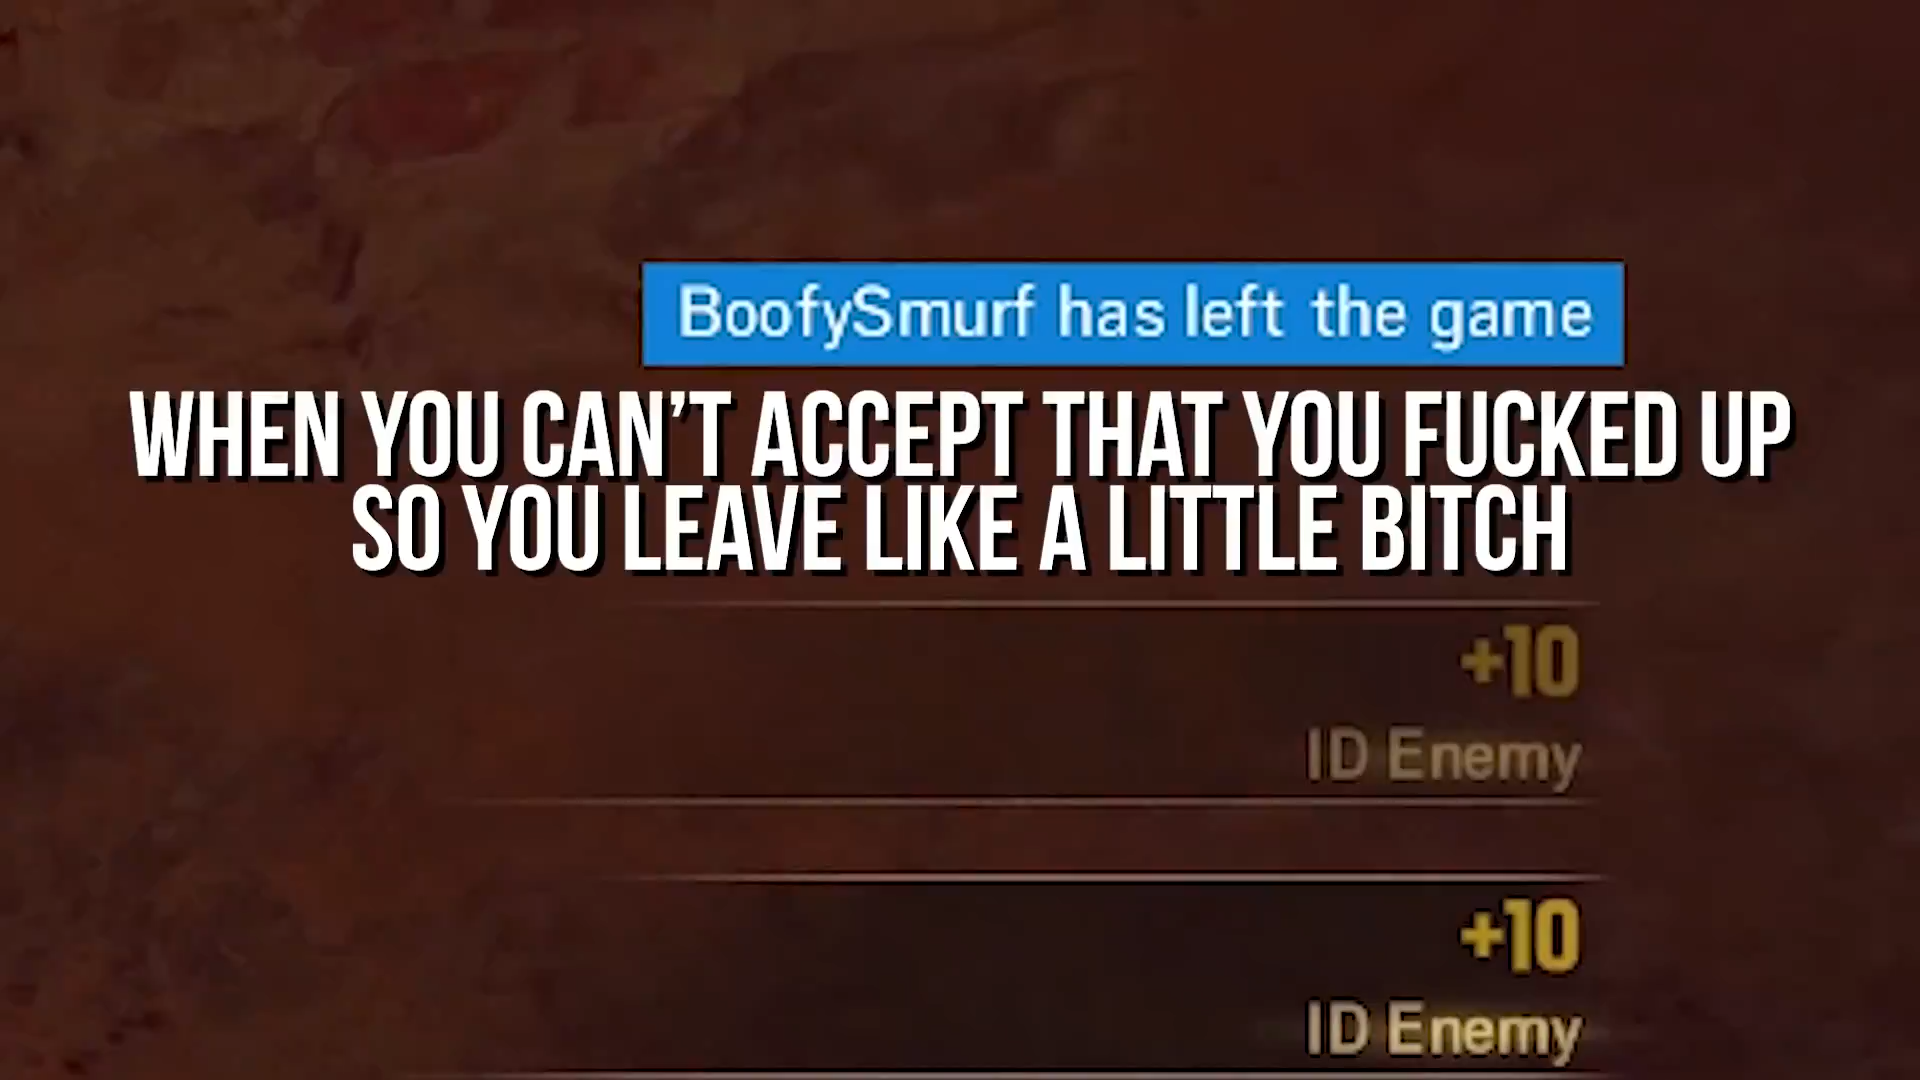 BoofySmurf has left the game
WHEN YOU CAN'T ACCEPT THAT YOU FUCKED UP
SO YOU LEAVE LIKE A LITTLE BITCH
+10
ID Enemy
+10
ID Enemy